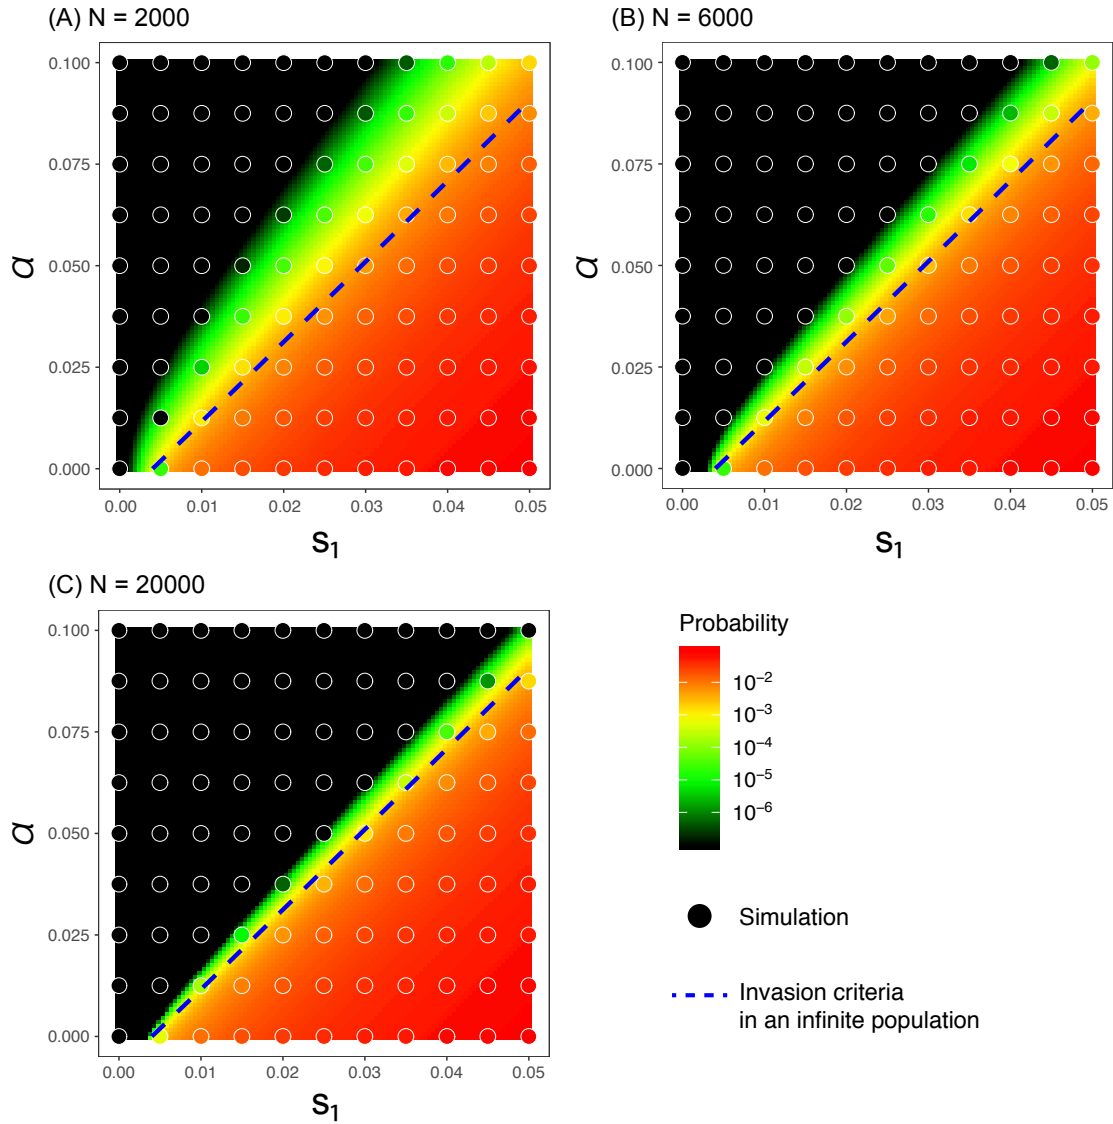 (A) N = 2000
0.100
0.075
0.050
0.025
0.000
α
0.00 0.01 0.02 0.03 0.04 0.05
s1
(B) N = 6000
0.100
0.075
0.050
0.025
0.000
α
0.00 0.01 0.02 0.03 0.04 0.05
s1
(C) N = 20000
0.100
0.075
0.050
0.025
0.000
α
0.00 0.01 0.02 0.03 0.04 0.05
s1
Probability
10−2
10−3
10−4
10−5
10−6
Simulation
Invasion criteria
in an infinite population